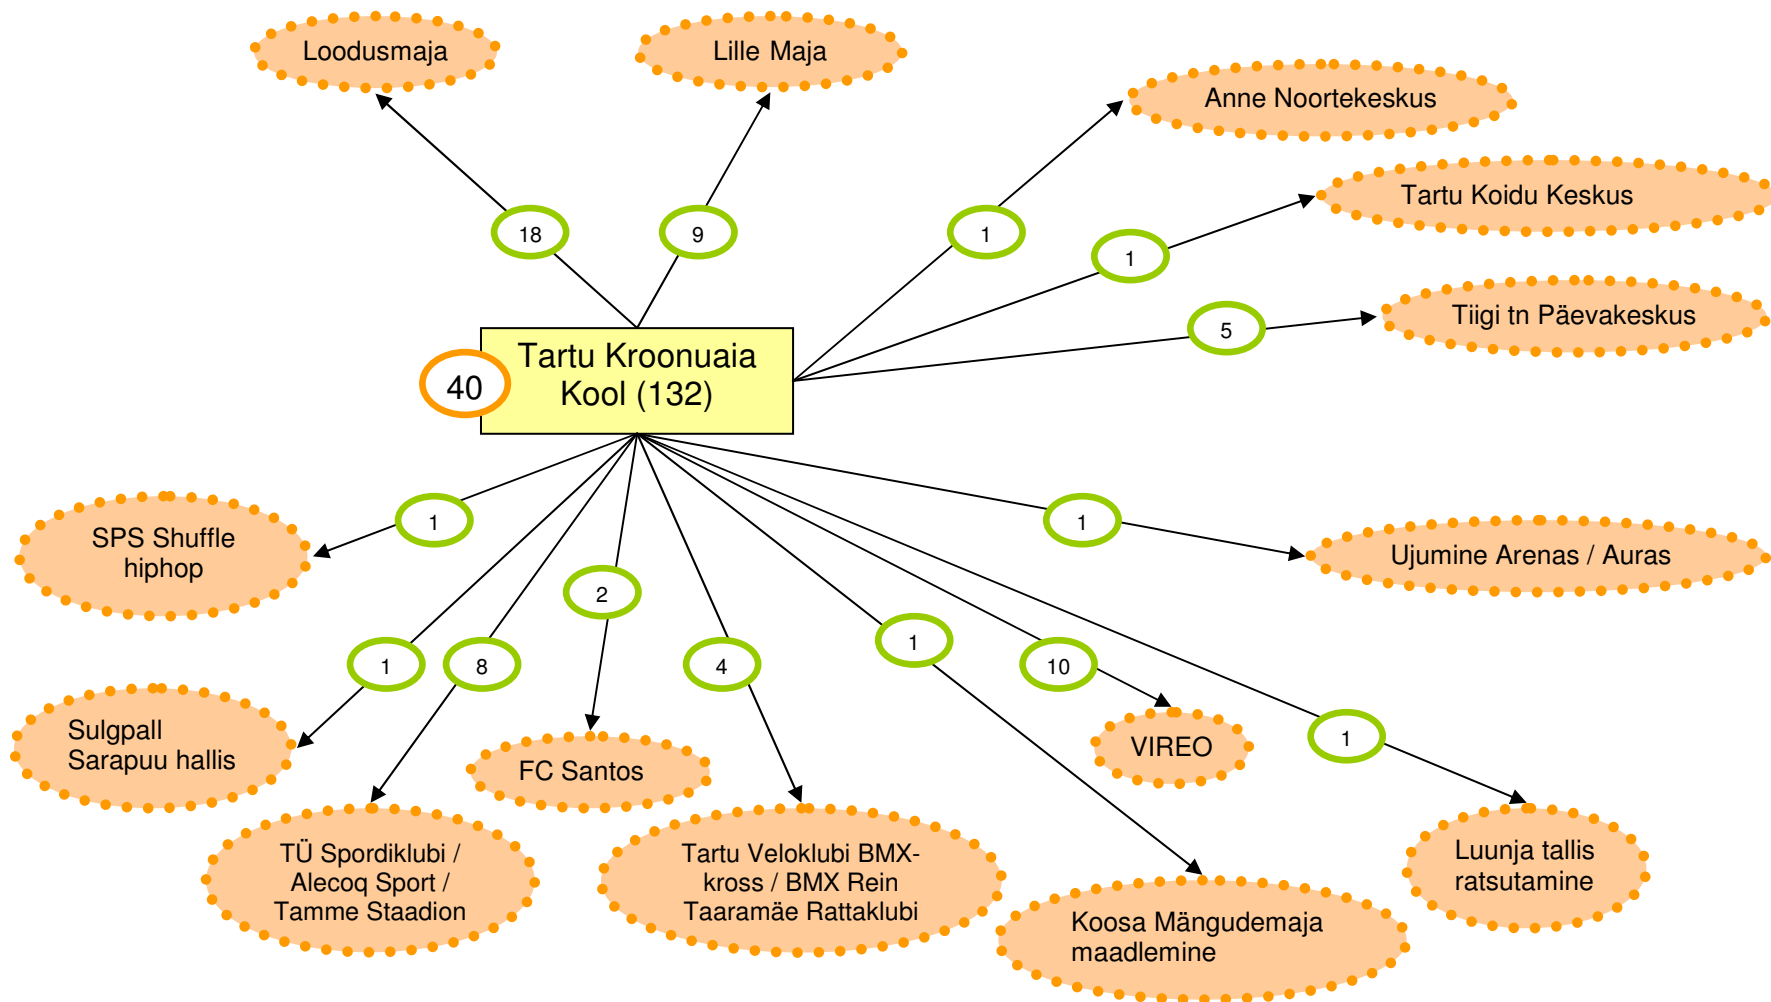 Loodusmaja
Lille Maja
Anne Noortekeskus
Tartu Koidu Keskus
18
9
1
1
Tiigi tn Päevakeskus
5
Tartu Kroonuaia
Kool (132)
40
SPS Shuffle
hiphop
1
1
Ujumine Arenas / Auras
2
1
8
4
1
10
1
Sulgpall
Sarapuu hallis
FC Santos
VIREO
TÜ Spordiklubi /
Alecoq Sport /
Tamme Staadion
Tartu Veloklubi BMX-
kross / BMX Rein
Taaramäe Rattaklubi
Luunja tallis
ratsutamine
Koosa Mängudemaja
maadlemine